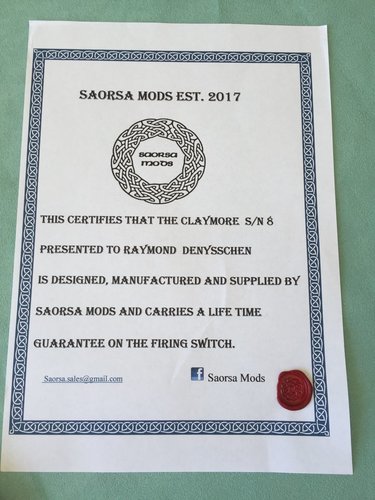 SAORSA MODS EST. 2017
SAORSA
MODS
THIS CERTIFIES THAT THE CLAYMORE S/N 8
PRESENTED TO RAYMOND DENYSSCHEN
IS DESIGNED, MANUFACTURED AND SUPPLIED BY
SAORSA MODS AND CARRIES A LIFE TIME
GUARANTEE ON THE FIRING SWITCH.
Saorsa.sales@gmail.com
f Saorsa Mods